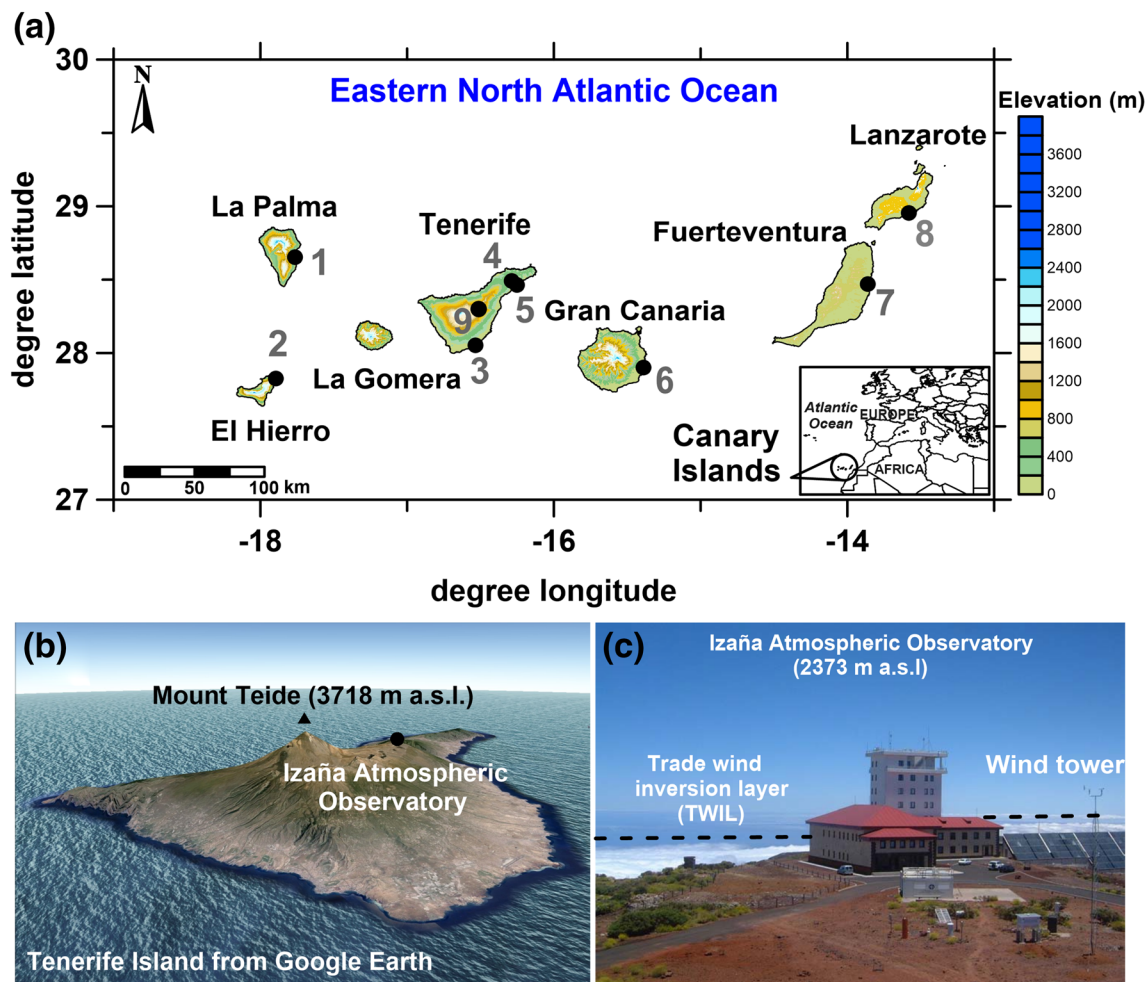 (a)
30
29
28
27
degree latitude
N
Eastern North Atlantic Ocean
Elevation (m)
3600
3200
2800
2400
2000
1600
1200
800
400
0
Lanzarote
La Palma
Tenerife
Fuerteventura
Gran Canaria
La Gomera
El Hierro
1
2
3
4
5
6
7
8
9
Canary
Islands
Atlantic
Ocean
EUROPE
AFRICA
0 50 100 km
-18 -16 -14
degree longitude
(b)
Mount Teide (3718 m a.s.l.)
Izaña Atmospheric
Observatory
Tenerife Island from Google Earth
(c)
Izaña Atmospheric Observatory
(2373 m a.s.l)
Trade wind
inversion layer
(TWIL)
Wind tower